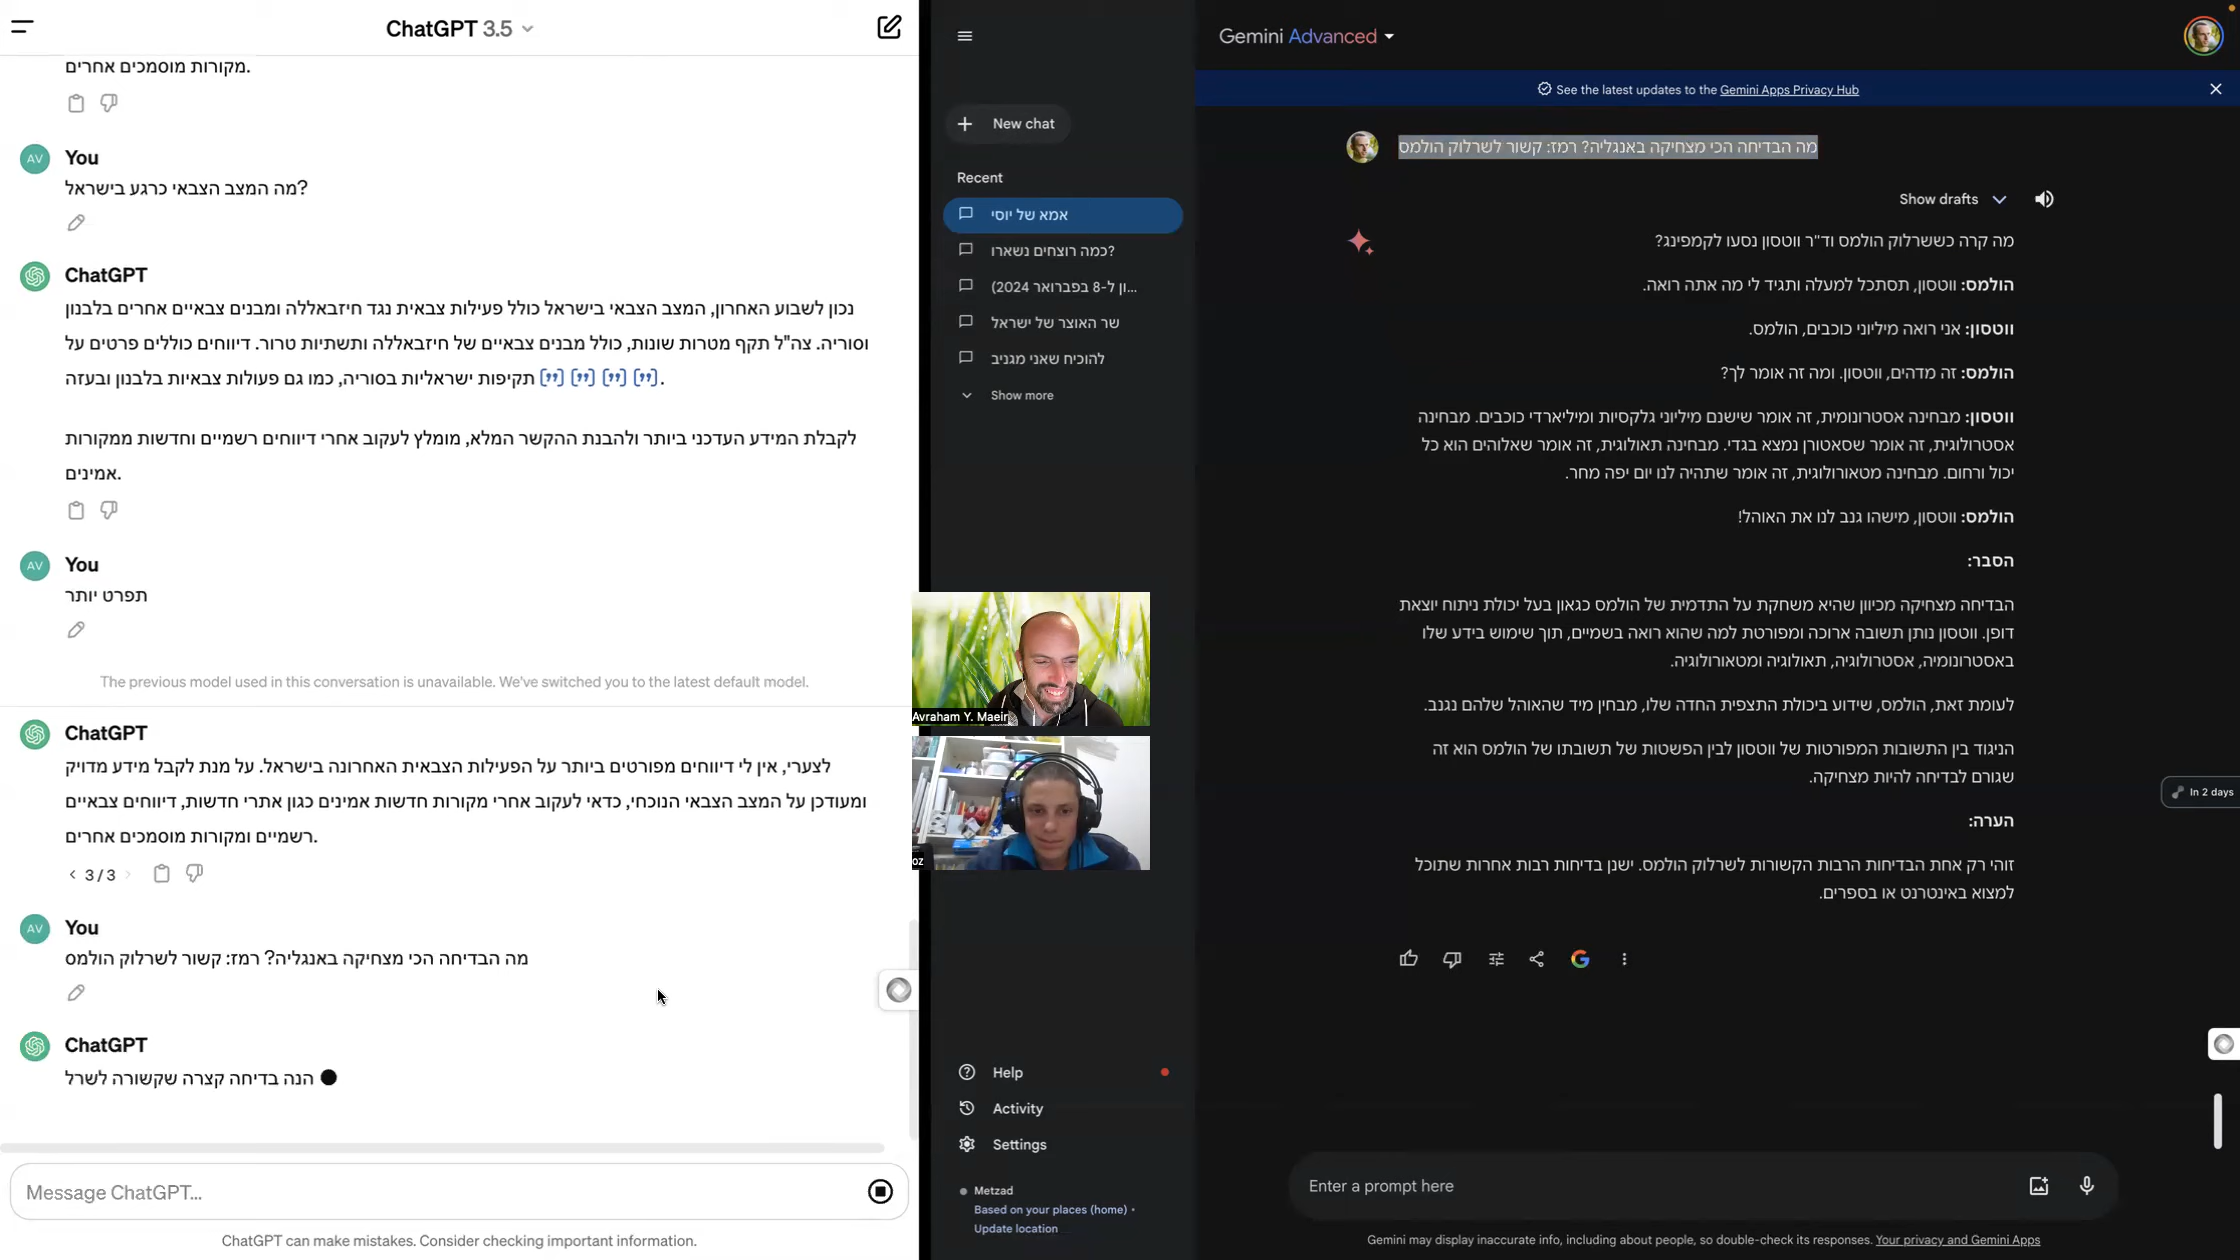 ChatGPT 3.5
מקורות מוסמכים אחרים.
AV
You
מה המצב הצבאי כרגע בישראל?
ChatGPT
נכון לשבוע האחרון, המצב הצבאי בישראל כולל פעילות צבאית נגד חיזבאללה ומבנים צבאיים אחרים בלבנון
וסוריה. צה"ל תקף מטרות שונות, כולל מבנים צבאיים של חיזבאללה ותשתיות טרור. דיווחים כוללים פרטים על
תקיפות ישראליות בסוריה, כמו גם פעולות צבאיות בלבנון ובעזה.
לקבלת המידע העדכני ביותר ולהבנת ההקשר המלא, מומלץ לעקוב אחרי דיווחים רשמיים וחדשות ממקורות
אמינים.
AV
You
תפרט יותר
The previous model used in this conversation is unavailable. We've switched you to the latest default model.
ChatGPT
לצערי, אין לי דיווחים מפורטים ביותר על הפעילות הצבאית האחרונה בישראל. על מנת לקבל מידע מדויק
ומעודכן על המצב הצבאי הנוכחי, כדאי לעקוב אחרי מקורות חדשות אמינים כגון אתרי חדשות, דיווחים צבאיים
רשמיים ומקורות מוסמכים אחרים.
3 / 3
AV
You
מה הבדיחה הכי מצחיקה באנגליה? רמז: קשור לשרלוק הולמס
ChatGPT
הנה בדיחה קצרה שקשורה לשרל
Message ChatGPT...
ChatGPT can make mistakes. Consider checking important information.
New chat
Recent
אמא של יוסי
כמה רוצחים נשארו?
ון ל-8 בפברואר 2024)...
שר האוצר של ישראל
להוכיח שאני מגניב
Show more
Avraham Y. Maeir
oz
Help
Activity
Settings
Metzad
Based on your places (home) •
Update location
Gemini Advanced
See the latest updates to the Gemini Apps Privacy Hub
מה הבדיחה הכי מצחיקה באנגליה? רמז: קשור לשרלוק הולמס
Show drafts
מה קרה כששרלוק הולמס וד"ר ווטסון נסעו לקמפינג?
הולמס: ווטסון, תסתכל למעלה ותגיד לי מה אתה רואה.
ווטסון: אני רואה מיליוני כוכבים, הולמס.
הולמס: זה מדהים, ווטסון. ומה זה אומר לך?
ווטסון: מבחינה אסטרונומית, זה אומר שישנם מיליוני גלקסיות ומיליארדי כוכבים. מבחינה
אסטרולוגית, זה אומר שסאטורן נמצא בגדי. מבחינה תאולוגית, זה אומר שאלוהים הוא כל
יכול ורחום. מבחינה מטאורולוגית, זה אומר שתהיה לנו יום יפה מחר.
הולמס: ווטסון, מישהו גנב לנו את האוהל!
הסבר:
הבדיחה מצחיקה מכיוון שהיא משחקת על התדמית של הולמס כגאון בעל יכולת ניתוח יוצאת
דופן. ווטסון נותן תשובה ארוכה ומפורטת למה שהוא רואה בשמיים, תוך שימוש בידע שלו
באסטרונומיה, אסטרולוגיה, תאולוגיה ומטאורולוגיה.
לעומת זאת, הולמס, שידוע ביכולת התצפית החדה שלו, מבחין מיד שהאוהל שלהם נגנב.
הניגוד בין התשובות המפורטות של ווטסון לבין הפשטות של תשובתו של הולמס הוא זה
שגורם לבדיחה להיות מצחיקה.
הערה:
זוהי רק אחת הבדיחות הרבות הקשורות לשרלוק הולמס. ישנן בדיחות רבות אחרות שתוכל
למצוא באינטרנט או בספרים.
In 2 days
Enter a prompt here
Gemini may display inaccurate info, including about people, so double-check its responses. Your privacy and Gemini Apps